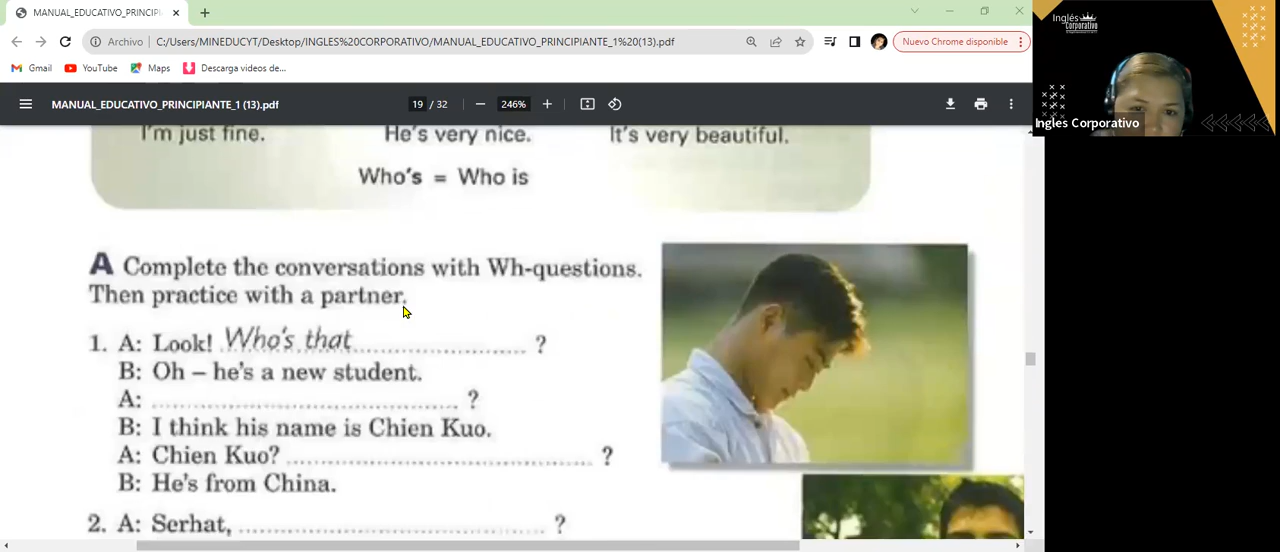 MANUAL_EDUCATIVO_PRINCIPI
Archivo
C:/Users/MINEDUCYT/Desktop/INGLES%20CORPORATIVO/MANUAL_EDUCATIVO_PRINCIPIANTE_1%20(13).pdf
Nuevo Chrome disponible
Gmail
YouTube
Maps
Descarga videos de...
MANUAL_EDUCATIVO_PRINCIPIANTE_1 (13).pdf
19 / 32
246%
Inglés
Corporativo
Ingles Corporativo
I'm just fine. He's very nice. It's very beautiful.
Who's = Who is
A Complete the conversations with Wh-questions.
Then practice with a partner.
1. A: Look! Who's that ?
B: Oh – he's a new student.
A: ?
B: I think his name is Chien Kuo.
A: Chien Kuo? ?
B: He's from China.
2. A: Serhat, ?